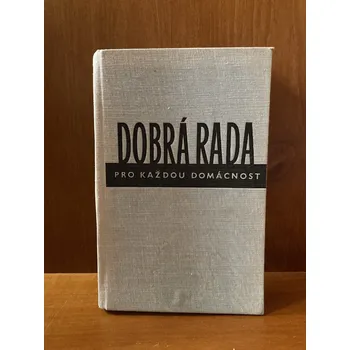 DOBRÁ RADA
PRO KAŽDOU DOMÁCNOST